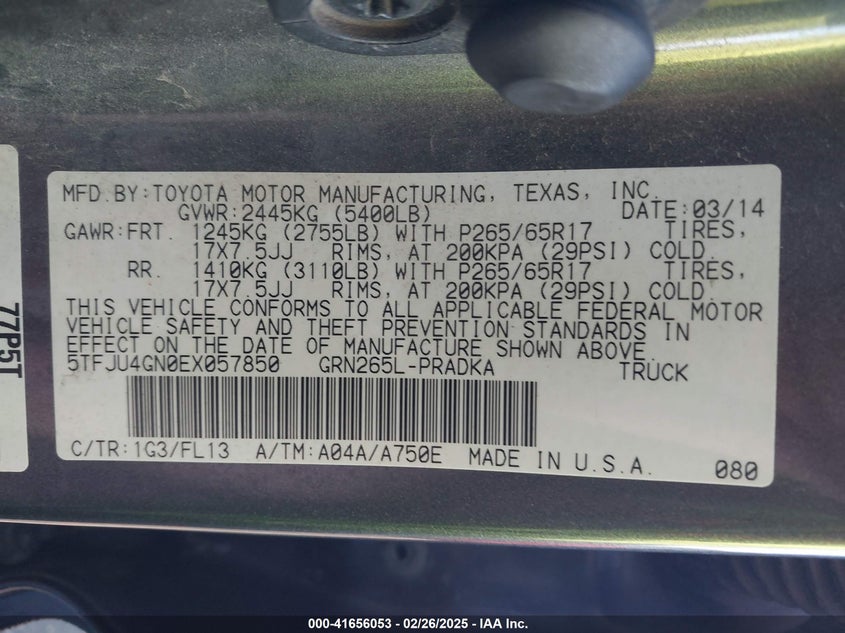 MFD.BY:TOYOTA MOTOR MANUFACTURING, TEXAS, INC.
GVWR:2445KG (5400LB) DATE:03/14
GAWR:FRT. 1245KG (2755LB) WITH P265/65R17 TIRES,
17X7.5JJ RIMS, AT 200KPA (29PSI) COLD.
RR. 1410KG (3110LB) WITH P265/65R17 TIRES,
17X7.5JJ RIMS, AT 200KPA (29PSI) COLD.
THIS VEHICLE CONFORMS TO ALL APPLICABLE FEDERAL MOTOR
VEHICLE SAFETY AND THEFT PREVENTION STANDARDS IN
EFFECT ON THE DATE OF MANUFACTURE SHOWN ABOVE.
5TFJU4GN0EX057850 GRN265L-PRADKA TRUCK
C/TR:1G3/FL13 A/TM:A04A/A750E MADE IN U.S.A.
080
77P5T
000-41656053 - 02/26/2025 - IAA Inc.